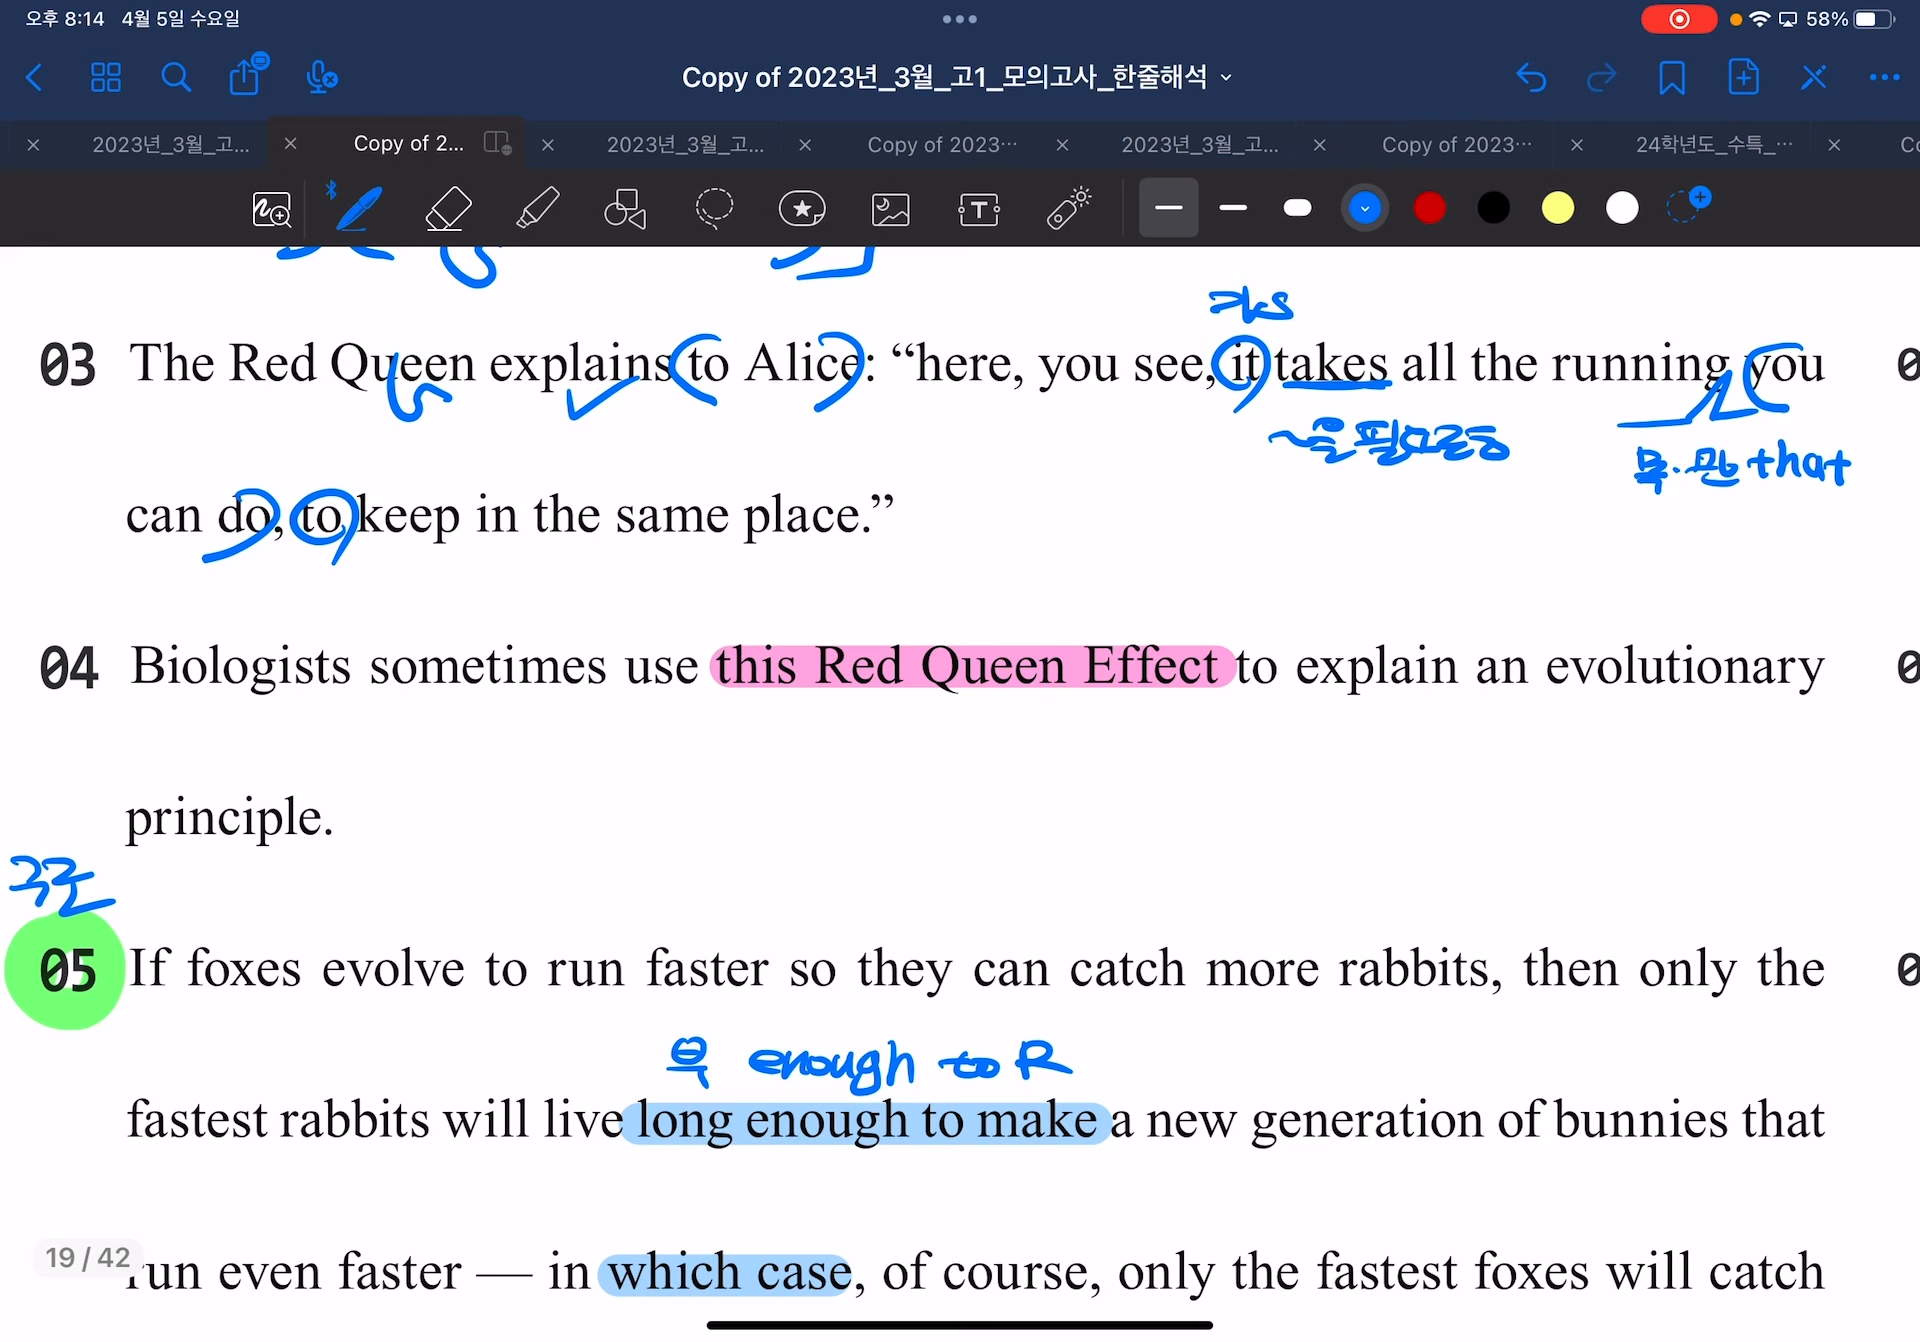 오후 8:14 4월 5일 수요일
58%
Copy of 2023년_3월_고1_모의고사_한줄해석
2023년_3월_고...
Copy of 2...
2023년_3월_고...
Copy of 2023...
2023년_3월_고...
Copy of 2023...
24학년도_수특_...
가S
03 The Red Queen explains to Alice: “here, you see, it takes all the running you
~을 필요로 함
목·관 that
can do, to keep in the same place.”
04 Biologists sometimes use this Red Queen Effect to explain an evolutionary
principle.
구문
05 If foxes evolve to run faster so they can catch more rabbits, then only the
부 enough to R
fastest rabbits will live long enough to make a new generation of bunnies that
19 / 42
run even faster — in which case, of course, only the fastest foxes will catch